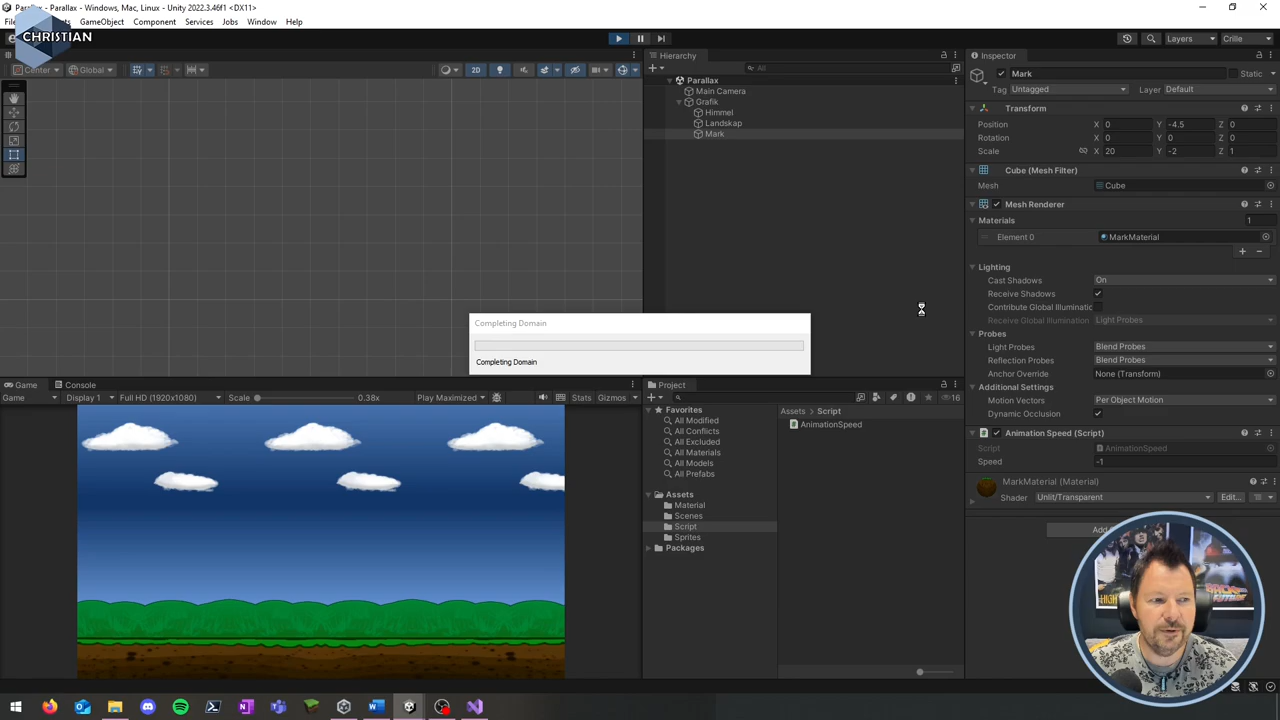 Parallax - Parallax - Windows, Mac, Linux - Unity 2022.3.46f1 <DX11>
GameObject Component Services Jobs Window Help
CHRISTIAN
Layers Crille
Center Global 2D
Hierarchy
All
Parallax
Main Camera
Grafik
Himmel
Landskap
Mark
Inspector
Mark Static
Tag Untagged Layer Default
Transform
Position X 0 Y -4.5 Z 0
Rotation X 0 Y 0 Z 0
Scale X 20 Y -2 Z 1
Cube (Mesh Filter)
Mesh Cube
Mesh Renderer
Materials 1
Element 0 MarkMaterial
Lighting
Cast Shadows On
Receive Shadows
Contribute Global Illuminatic
Receive Global Illumination Light Probes
Probes
Light Probes Blend Probes
Reflection Probes Blend Probes
Anchor Override None (Transform)
Additional Settings
Motion Vectors Per Object Motion
Dynamic Occlusion
Animation Speed (Script)
Script AnimationSpeed
Speed -1
MarkMaterial (Material)
Shader Unlit/Transparent Edit...
Completing Domain
Completing Domain
Game Console
Game Display 1 Full HD (1920x1080) Scale 0.38x Play Maximized Stats Gizmos
Project
16
Favorites
All Modified
All Conflicts
All Excluded
All Materials
All Models
All Prefabs
Assets
Material
Scenes
Script
Sprites
Packages
Assets > Script
AnimationSpeed